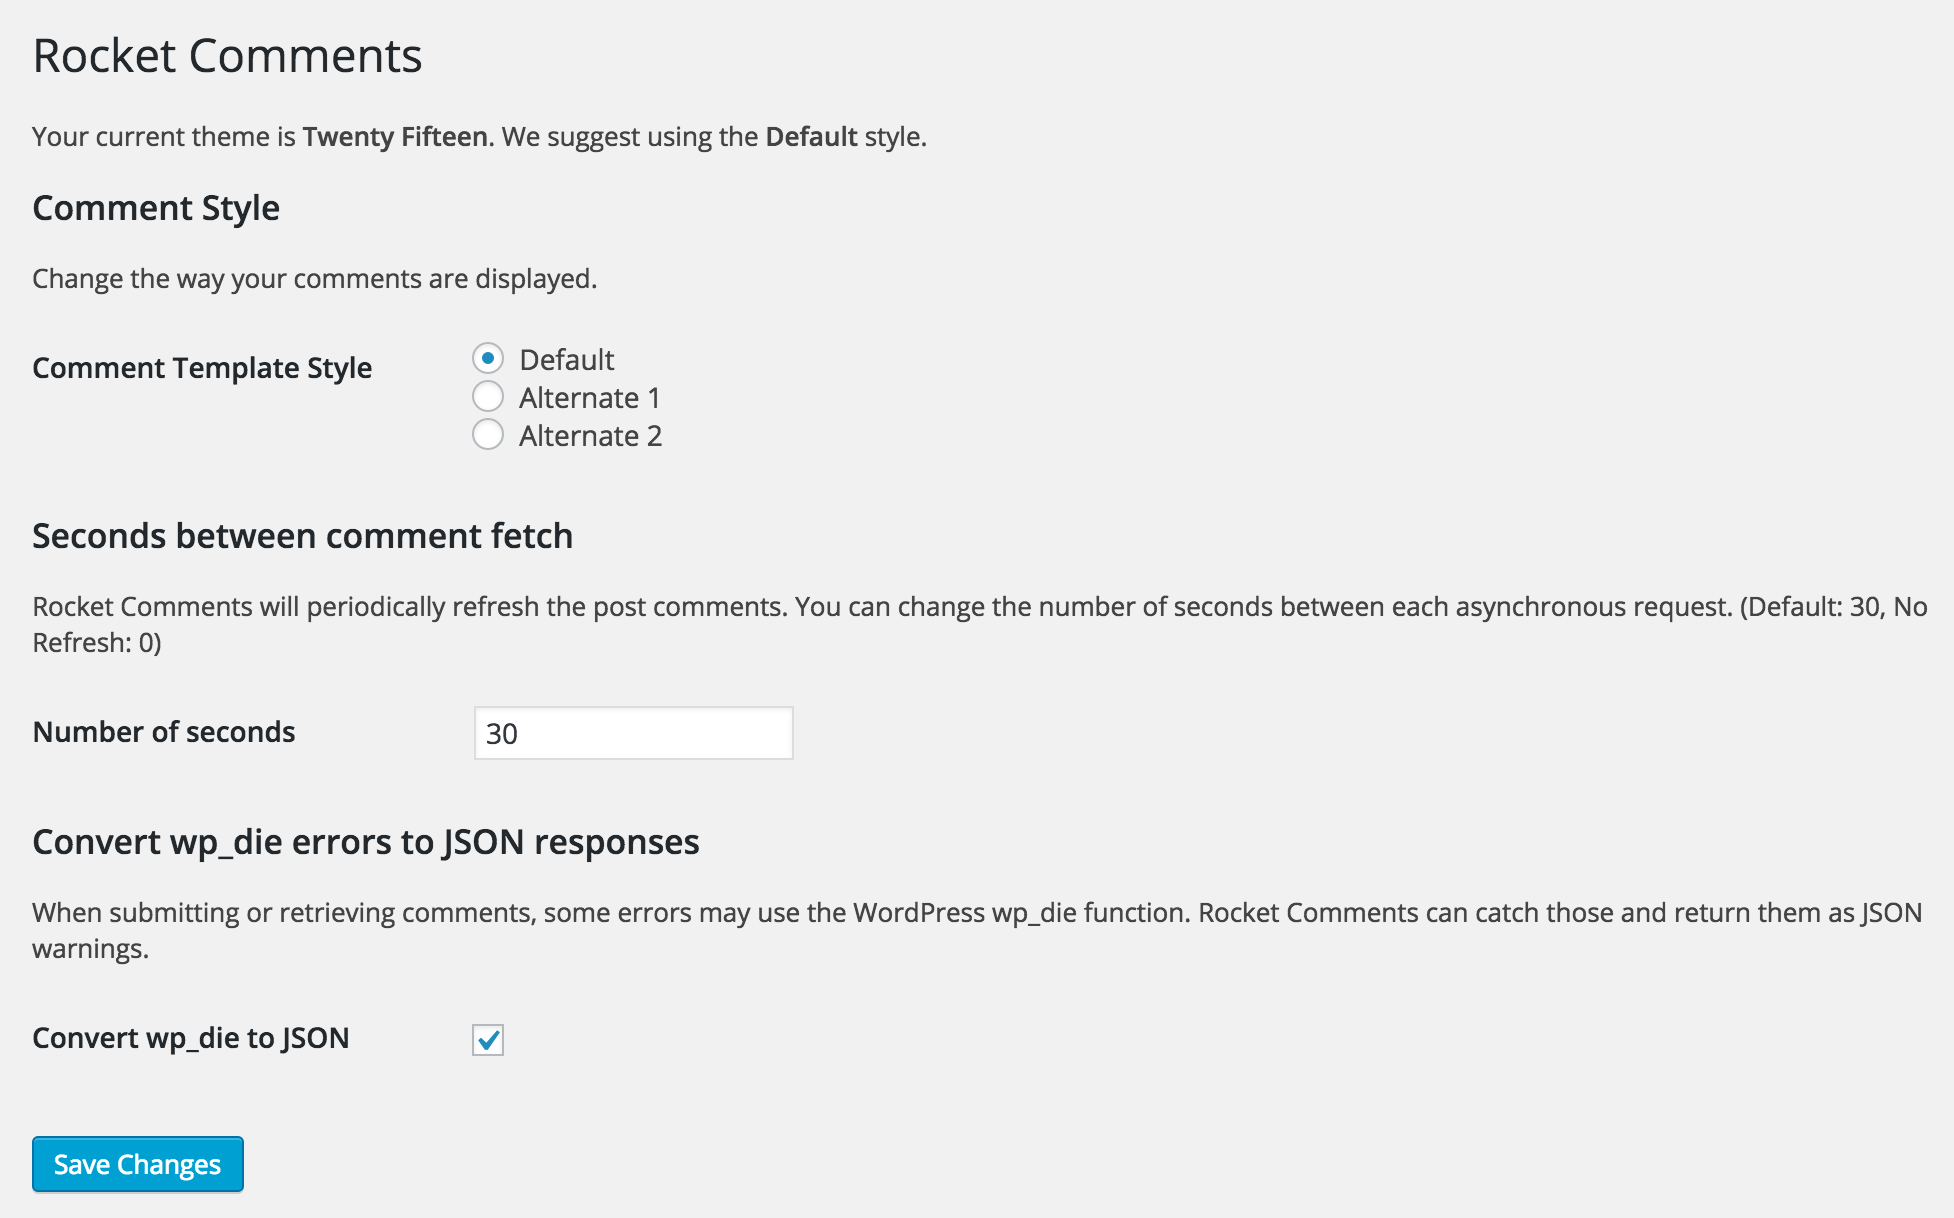 Rocket Comments
Your current theme is Twenty Fifteen. We suggest using the Default style.
Comment Style
Change the way your comments are displayed.
Comment Template Style
Default
Alternate 1
Alternate 2
Seconds between comment fetch
Rocket Comments will periodically refresh the post comments. You can change the number of seconds between each asynchronous request. (Default: 30, No
Refresh: 0)
Number of seconds
30
Convert wp_die errors to JSON responses
When submitting or retrieving comments, some errors may use the WordPress wp_die function. Rocket Comments can catch those and return them as JSON
warnings.
Convert wp_die to JSON
Save Changes